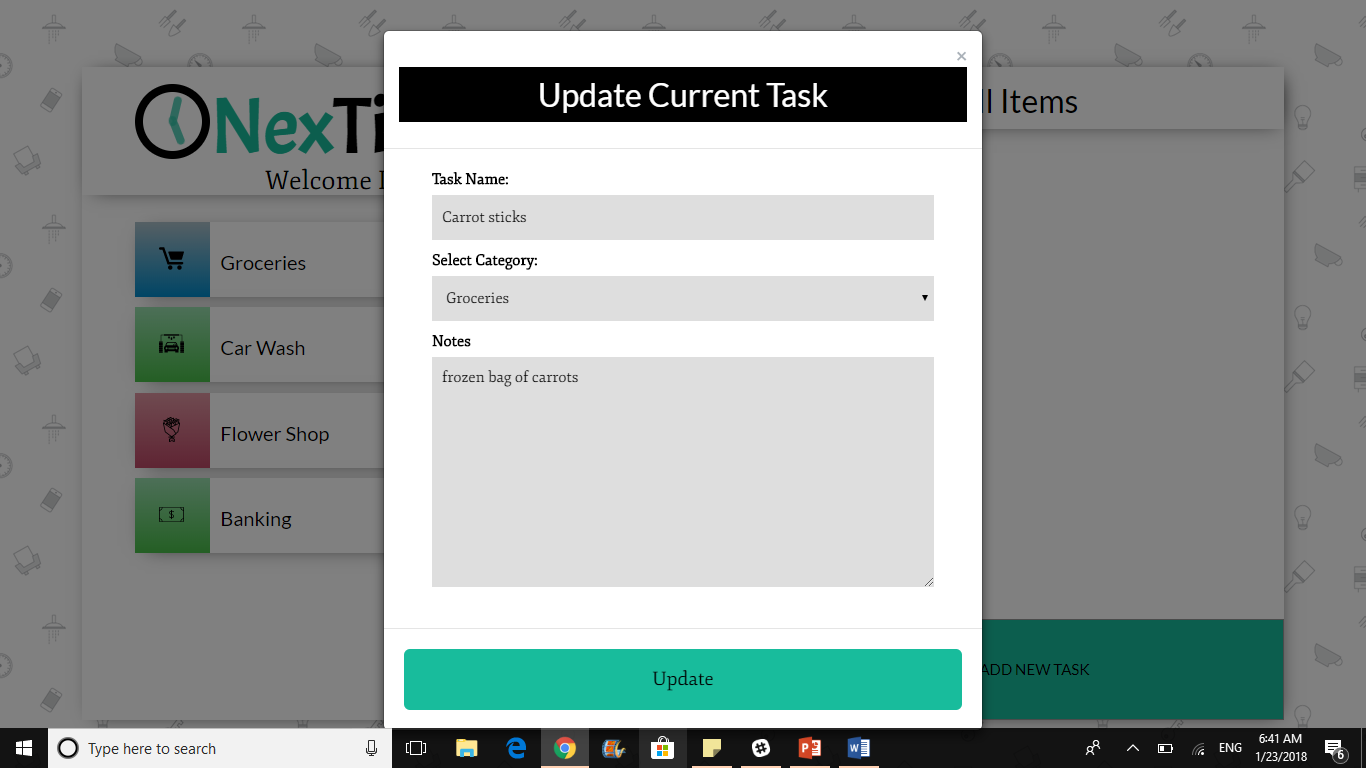 ×
Update Current Task
ll Items
NexTi
Welcome
Task Name:
Carrot sticks
Select Category:
Groceries
Notes
frozen bag of carrots
Groceries
Car Wash
Flower Shop
$
Banking
Update
ADD NEW TASK
Type here to search
ENG
6:41 AM
1/23/2018
6